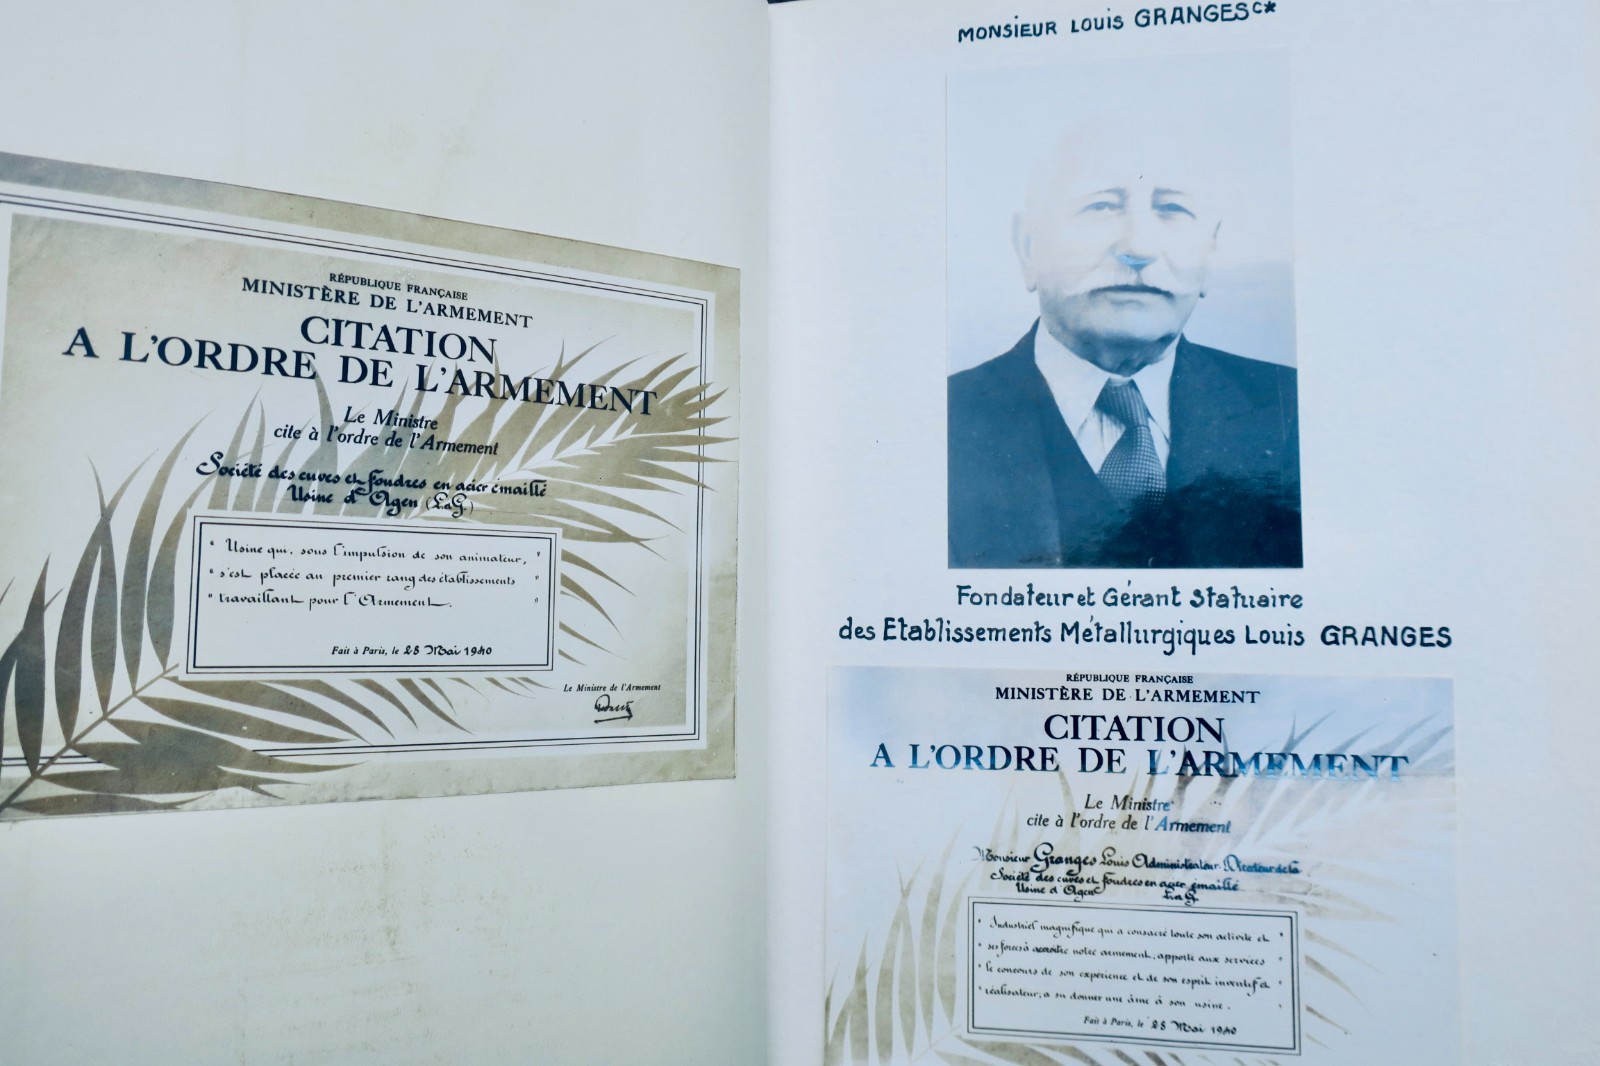 RÉPUBLIQUE FRANÇAISE
MINISTÈRE DE L'ARMEMENT
CITATION
A L'ORDRE DE L'ARMEMENT
Le Ministre
cite à l'ordre de l'Armement
Société des cuves et foudres en acier émaillé
Usine d'Agen (L.G.)
" Usine qui, sous l'impulsion de son animateur, "
" s'est placée au premier rang des établissements "
" travaillant pour l'Armement. "
Fait à Paris, le 28 Mai 1940
Le Ministre de l'Armement
MONSIEUR LOUIS GRANGES C*
Fondateur et Gérant Statuaire
des Etablissements Métallurgiques Louis GRANGES
RÉPUBLIQUE FRANÇAISE
MINISTÈRE DE L'ARMEMENT
CITATION
A L'ORDRE DE L'ARMEMENT
Le Ministre
cite à l'ordre de l'Armement
Monsieur Granges Louis Administrateur Directeur de la
Société des cuves et foudres en acier émaillé
Usine d'Agen L.G.
" Industriel magnifique qui a consacré toute son activité et "
" ses forces à accroître notre armement, apporte aux services "
" le concours de son expérience et de son esprit inventif et "
" réalisateur, a su donner une âme à son usine. "
Fait à Paris, le 28 Mai 1940